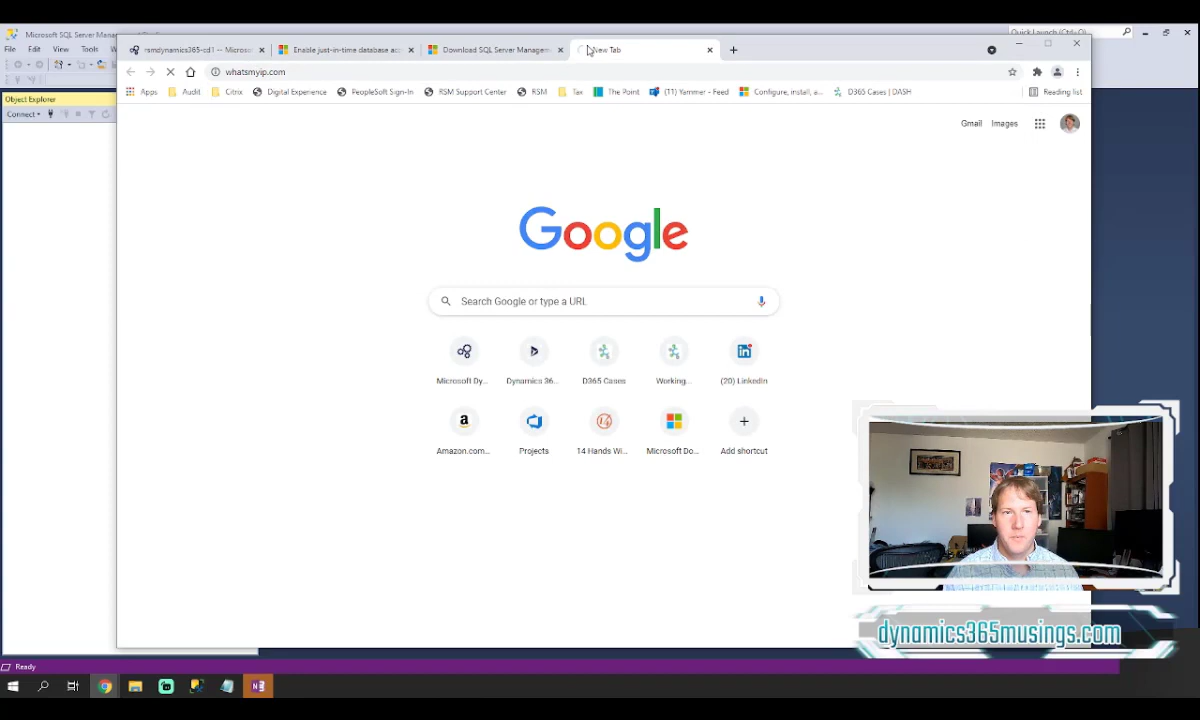 Microsoft SQL Server Mana
Quick Launch (Ctrl+Q)
File Edit View Tools
rsmdynamics365-cd1 -- Microso
Enable just-in-time database acc
Download SQL Server Managem
New Tab
whatsmyip.com
Object Explorer
Connect
Apps
Audit
Citrix
Digital Experience
PeopleSoft Sign-In
RSM Support Center
RSM
Tax
The Point
(11) Yammer - Feed
Configure, install, a...
D365 Cases | DASH
Reading list
Gmail Images
Google
Search Google or type a URL
Microsoft Dy...
Dynamics 36...
D365 Cases
Working...
(20) LinkedIn
Amazon.com...
Projects
14 Hands Wi...
Microsoft Do...
Add shortcut
dynamics365musings.com
Ready